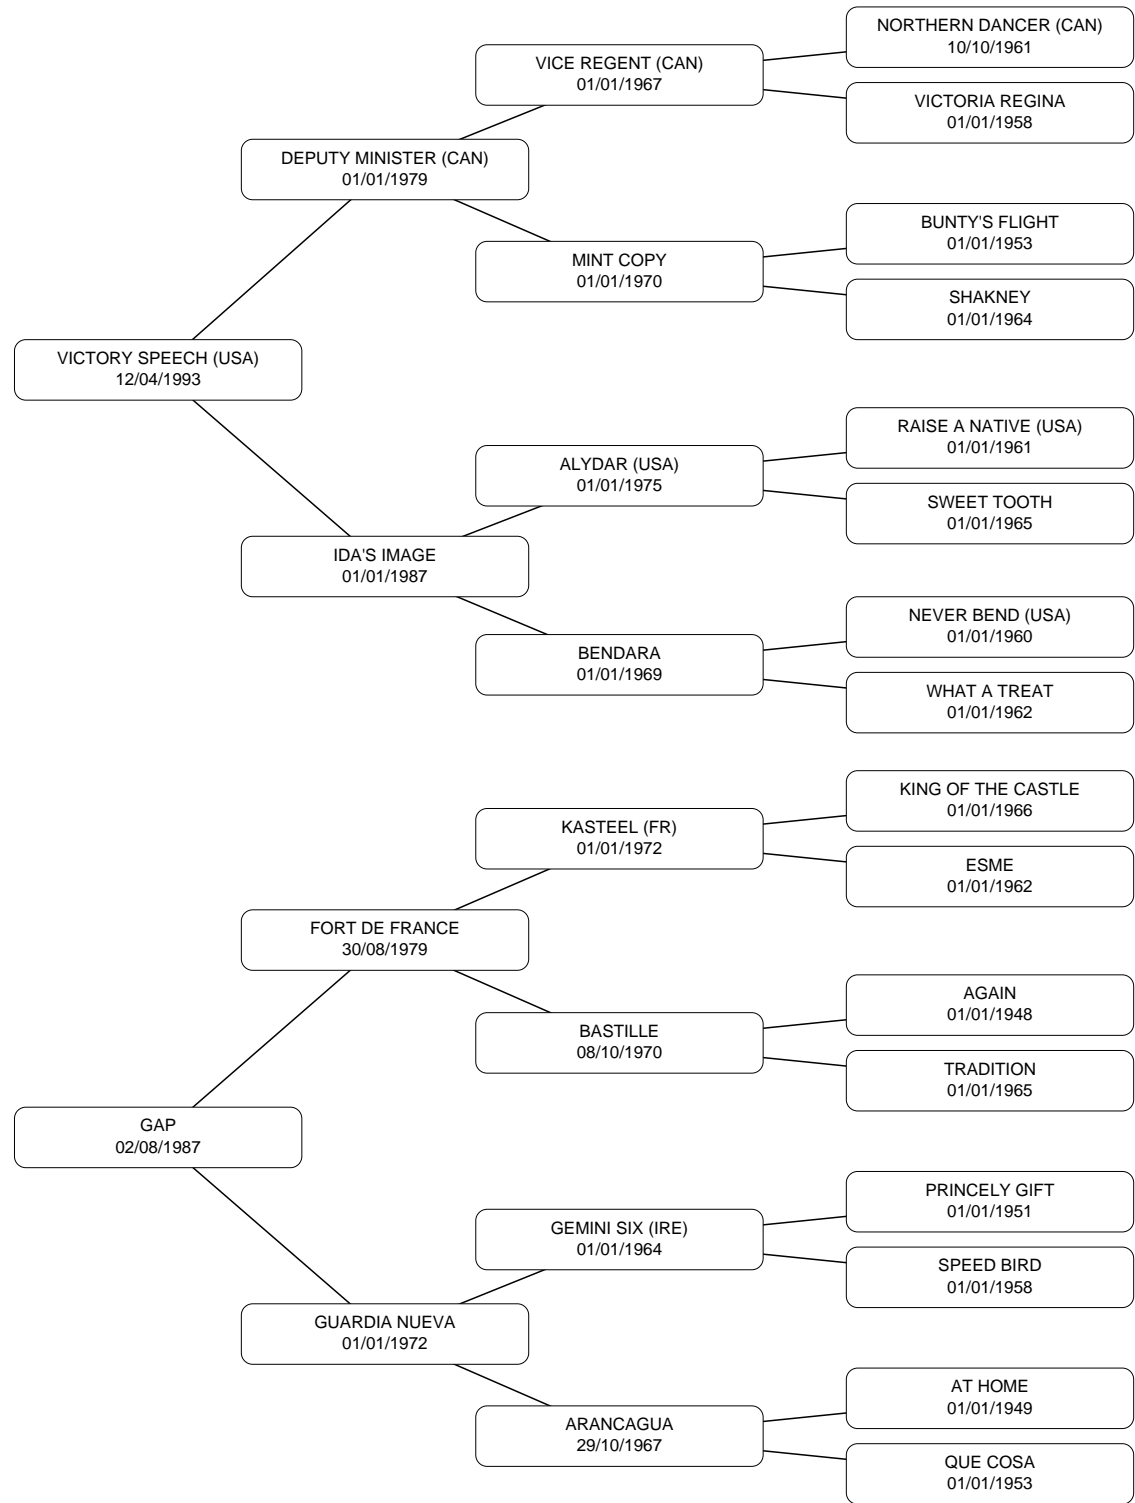 NORTHERN DANCER (CAN)
10/10/1961
VICE REGENT (CAN)
01/01/1967
VICTORIA REGINA
01/01/1958
DEPUTY MINISTER (CAN)
01/01/1979
BUNTY'S FLIGHT
01/01/1953
MINT COPY
01/01/1970
SHAKNEY
01/01/1964
VICTORY SPEECH (USA)
12/04/1993
RAISE A NATIVE (USA)
01/01/1961
ALYDAR (USA)
01/01/1975
SWEET TOOTH
01/01/1965
IDA'S IMAGE
01/01/1987
NEVER BEND (USA)
01/01/1960
BENDARA
01/01/1969
WHAT A TREAT
01/01/1962
KING OF THE CASTLE
01/01/1966
KASTEEL (FR)
01/01/1972
ESME
01/01/1962
FORT DE FRANCE
30/08/1979
AGAIN
01/01/1948
BASTILLE
08/10/1970
TRADITION
01/01/1965
GAP
02/08/1987
PRINCELY GIFT
01/01/1951
GEMINI SIX (IRE)
01/01/1964
SPEED BIRD
01/01/1958
GUARDIA NUEVA
01/01/1972
AT HOME
01/01/1949
ARANCAGUA
29/10/1967
QUE COSA
01/01/1953